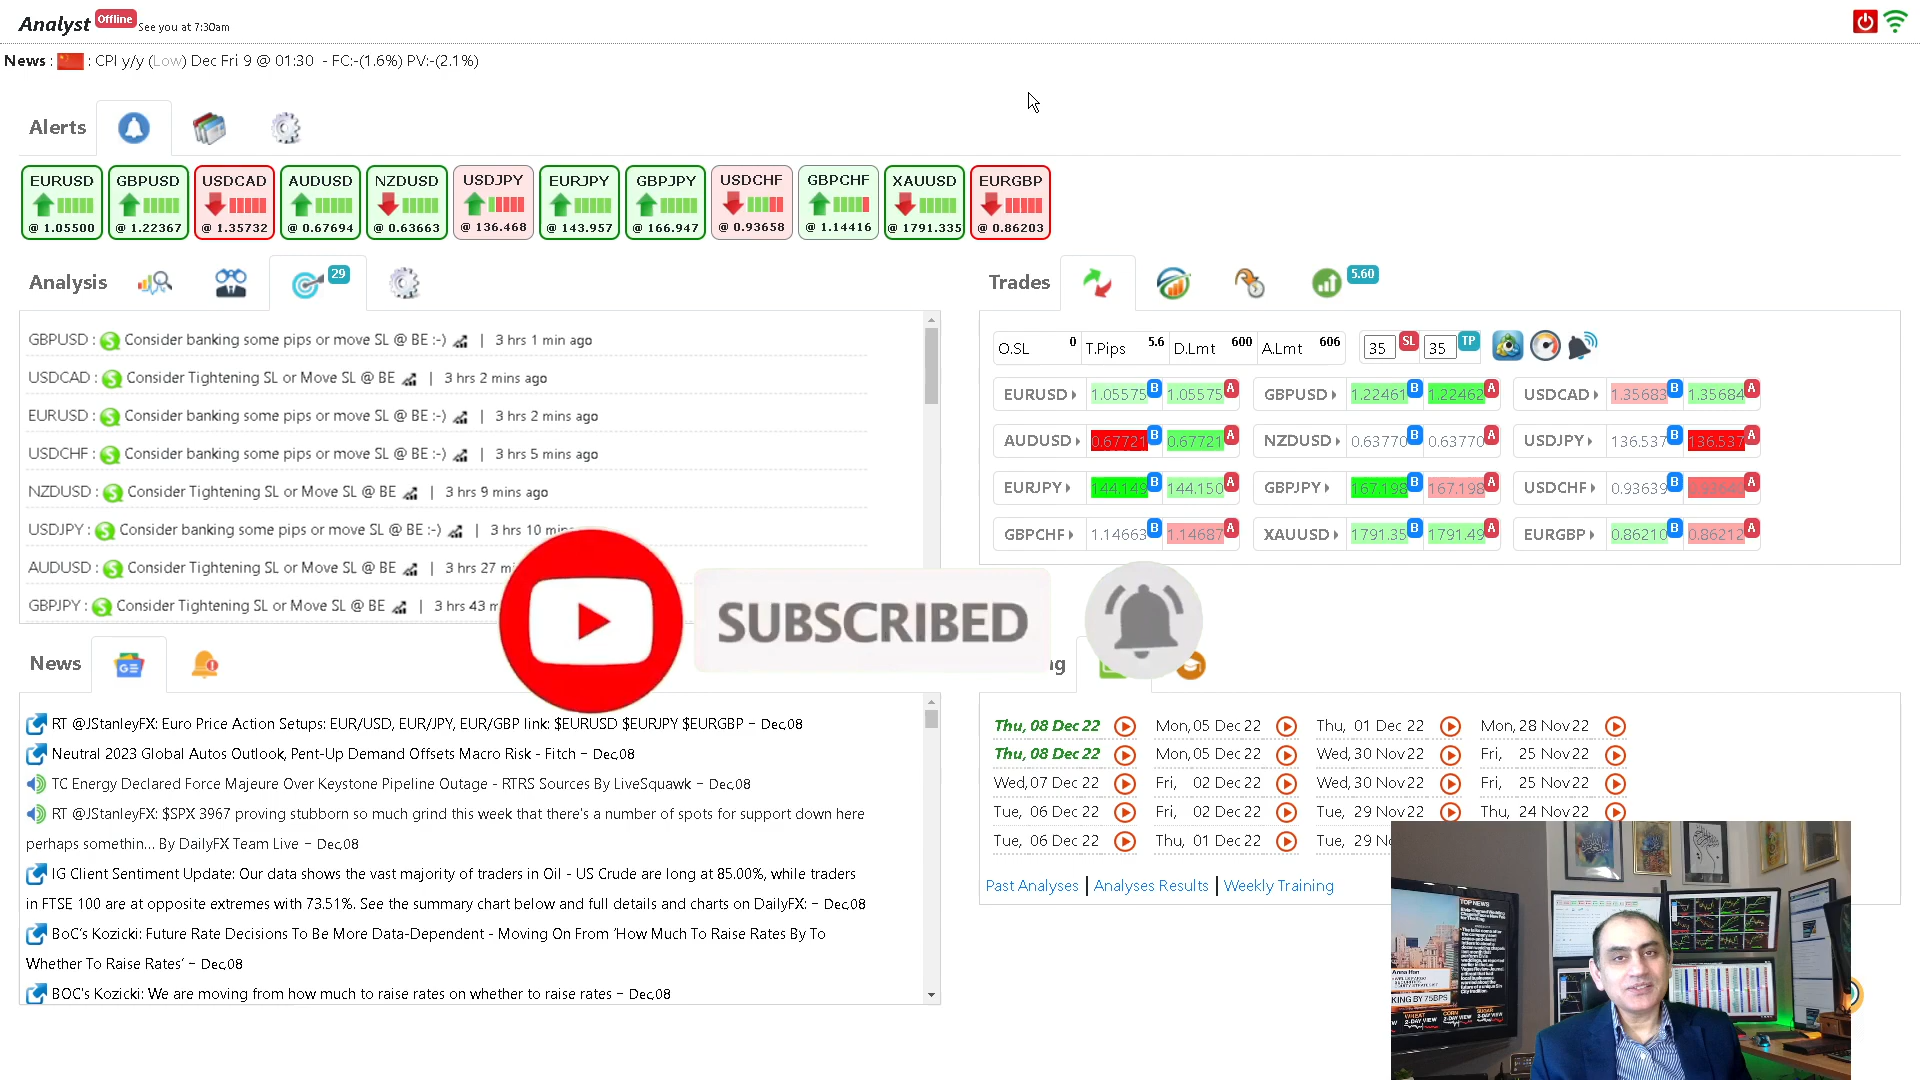 Analyst Offline See you at 7:30am
News : : CPI y/y (Low) Dec Fri 9 @ 01:30 - FC:-(1.6%) PV:-(2.1%)
Alerts
EURUSD GBPUSD USDCAD AUDUSD NZDUSD USDJPY EURJPY GBPJPY USDCHF GBPCHF XAUUSD EURGBP
@ 1.05500 @ 1.22367 @ 1.35732 @ 0.67694 @ 0.63663 @ 136.468 @ 143.957 @ 166.947 @ 0.93658 @ 1.14416 @ 1791.335 @ 0.86203
Analysis 29
GBPUSD : Consider banking some pips or move SL @ BE :-) | 3 hrs 1 min ago
USDCAD : Consider Tightening SL or Move SL @ BE | 3 hrs 2 mins ago
EURUSD : Consider banking some pips or move SL @ BE :-) | 3 hrs 2 mins ago
USDCHF : Consider banking some pips or move SL @ BE :-) | 3 hrs 5 mins ago
NZDUSD : Consider Tightening SL or Move SL @ BE | 3 hrs 9 mins ago
USDJPY : Consider banking some pips or move SL @ BE :-) | 3 hrs 10
AUDUSD : Consider Tightening SL or Move SL @ BE | 3 hrs 27
GBPJPY : Consider Tightening SL or Move SL @ BE | 3 hrs 43
Trades 5.60
O.SL 0 T.Pips 5.6 D.Lmt 600 A.Lmt 606 35 SL 35 TP
EURUSD 1.05575 B 1.05575 A GBPUSD 1.22461 B 1.22462 A USDCAD 1.35683 B 1.35684 A
AUDUSD 0.67721 B 0.67721 A NZDUSD 0.63770 B 0.63770 A USDJPY 136.537 B 136.537 A
EURJPY 144.149 B 144.150 A GBPJPY 167.198 B 167.198 A USDCHF 0.93639 B A
GBPCHF 1.14663 B 1.14687 A XAUUSD 1791.35 B 1791.49 A EURGBP 0.86210 B 0.86212 A
SUBSCRIBED
News
RT @JStanleyFX: Euro Price Action Setups: EUR/USD, EUR/JPY, EUR/GBP link: $EURUSD $EURJPY $EURGBP – Dec,08
Neutral 2023 Global Autos Outlook, Pent-Up Demand Offsets Macro Risk - Fitch – Dec,08
TC Energy Declared Force Majeure Over Keystone Pipeline Outage - RTRS Sources By LiveSquawk – Dec,08
RT @JStanleyFX: $SPX 3967 proving stubborn so much grind this week that there's a number of spots for support down here
perhaps somethin... By DailyFX Team Live – Dec,08
IG Client Sentiment Update: Our data shows the vast majority of traders in Oil - US Crude are long at 85.00%, while traders
in FTSE 100 are at opposite extremes with 73.51%. See the summary chart below and full details and charts on DailyFX: – Dec,08
BoC's Kozicki: Future Rate Decisions To Be More Data-Dependent - Moving On From ‘How Much To Raise Rates By To
Whether To Raise Rates’ – Dec,08
BOC's Kozicki: We are moving from how much to raise rates on whether to raise rates – Dec,08
ng
Thu, 08 Dec 22 Mon, 05 Dec 22 Thu, 01 Dec 22 Mon, 28 Nov 22
Thu, 08 Dec 22 Mon, 05 Dec 22 Wed, 30 Nov 22 Fri, 25 Nov 22
Wed, 07 Dec 22 Fri, 02 Dec 22 Wed, 30 Nov 22 Fri, 25 Nov 22
Tue, 06 Dec 22 Fri, 02 Dec 22 Tue, 29 Nov 22 Thu, 24 Nov 22
Tue, 06 Dec 22 Thu, 01 Dec 22 Tue, 29 No
Past Analyses | Analyses Results | Weekly Training
TOP NEWS
KING BY 75BPS
WHEAT CORN SUGAR
2-DAY VIEW 2-DAY VIEW 2-DAY VIEW